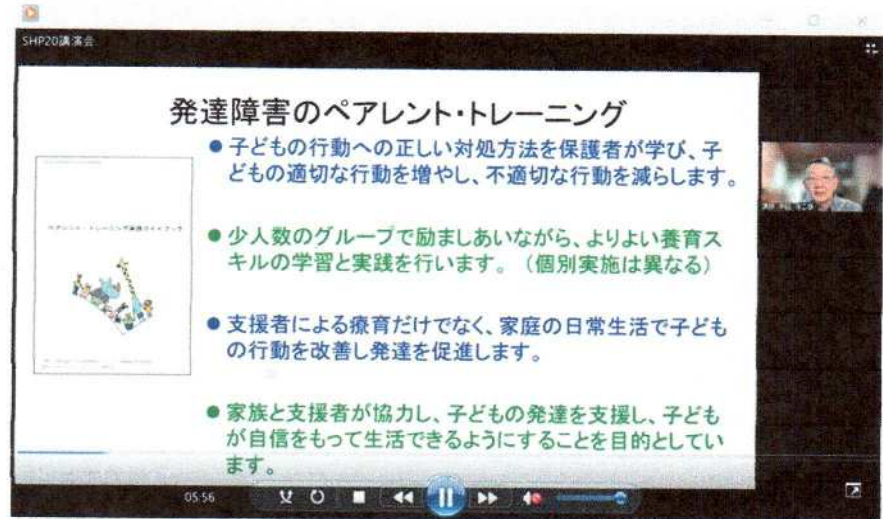 SHP20講演会
発達障害のペアレント・トレーニング
● 子どもの行動への正しい対処方法を保護者が学び、子
どもの適切な行動を増やし、不適切な行動を減らします。
ペアレント・トレーニング実践ガイドブック
● 少人数のグループで励ましあいながら、よりよい養育ス
キルの学習と実践を行います。（個別実施は異なる）
● 支援者による療育だけでなく、家庭の日常生活で子ども
の行動を改善し発達を促進します。
● 家族と支援者が協力し、子どもの発達を支援し、子ども
が自信をもって生活できるようにすることを目的としてい
ます。
05:56